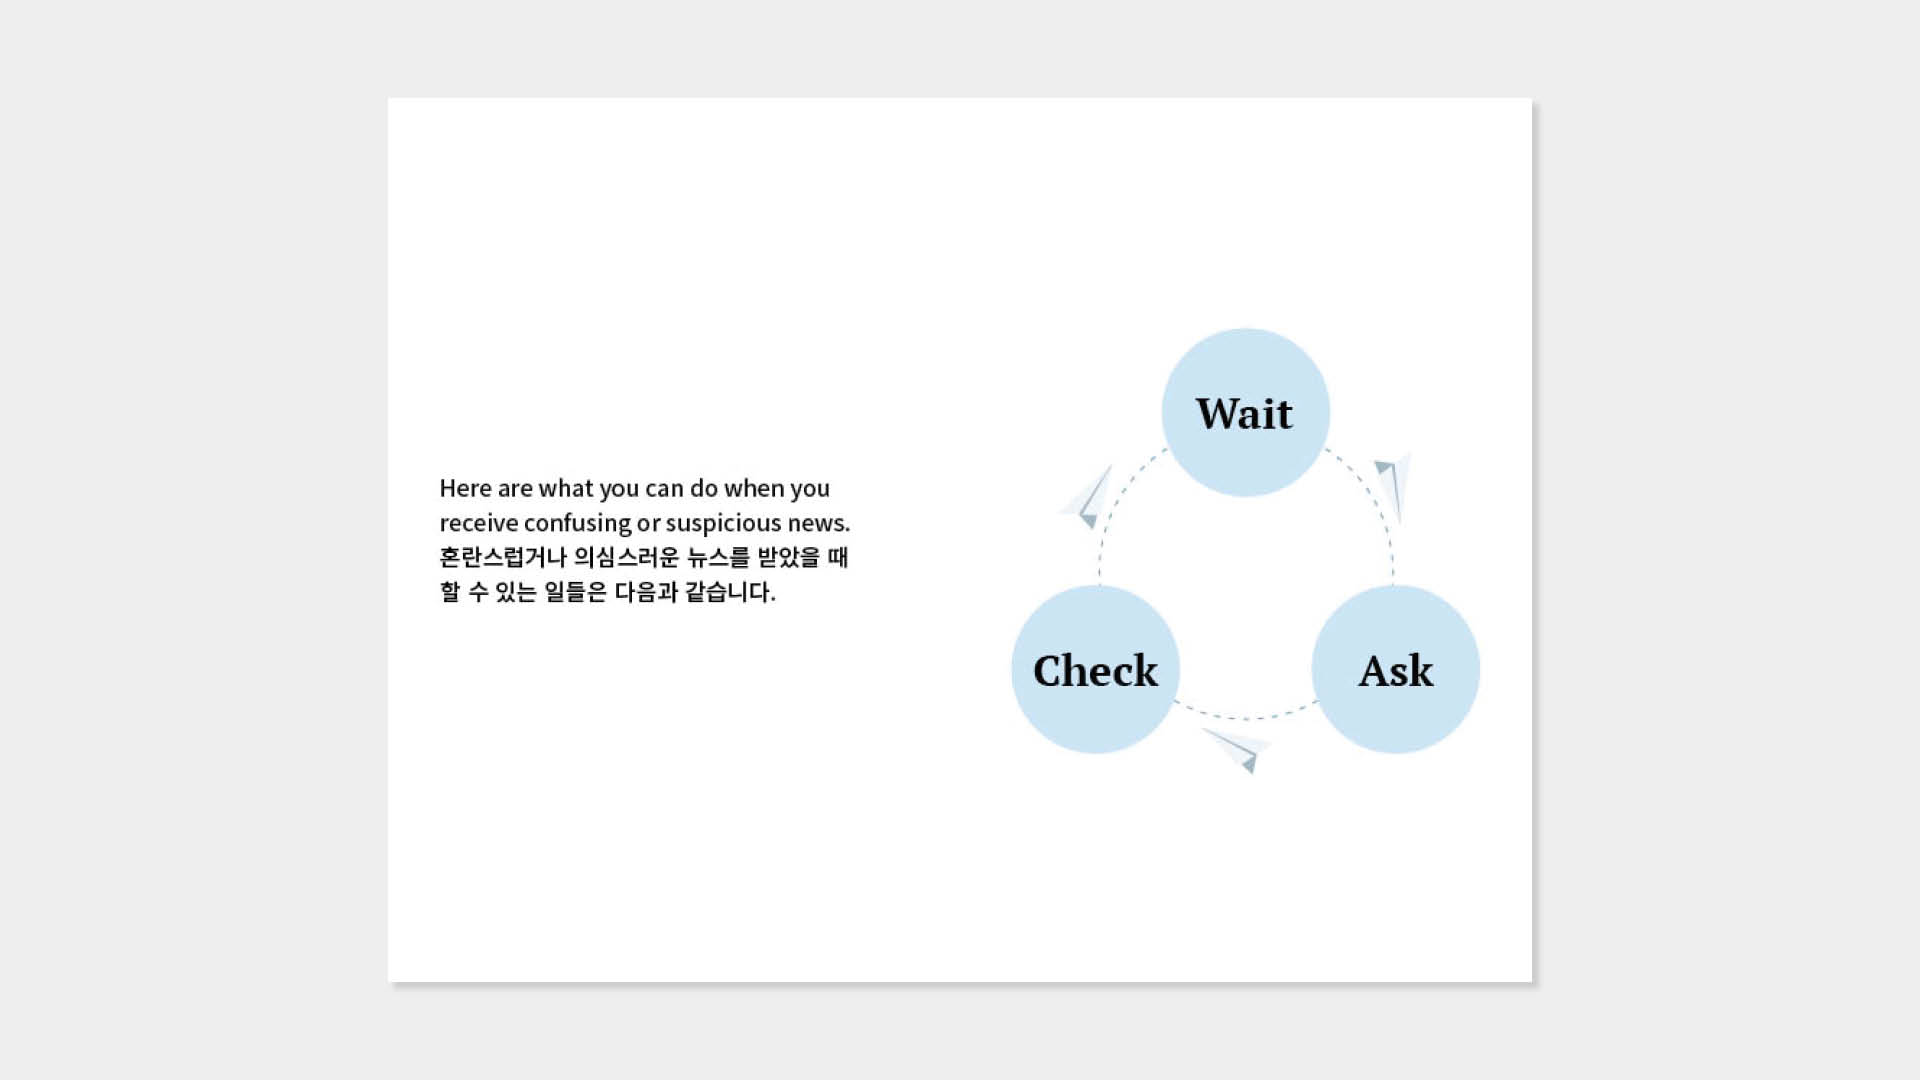 Here are what you can do when you
receive confusing or suspicious news.
혼란스럽거나 의심스러운 뉴스를 받았을 때
할 수 있는 일들은 다음과 같습니다.
Wait
Check
Ask